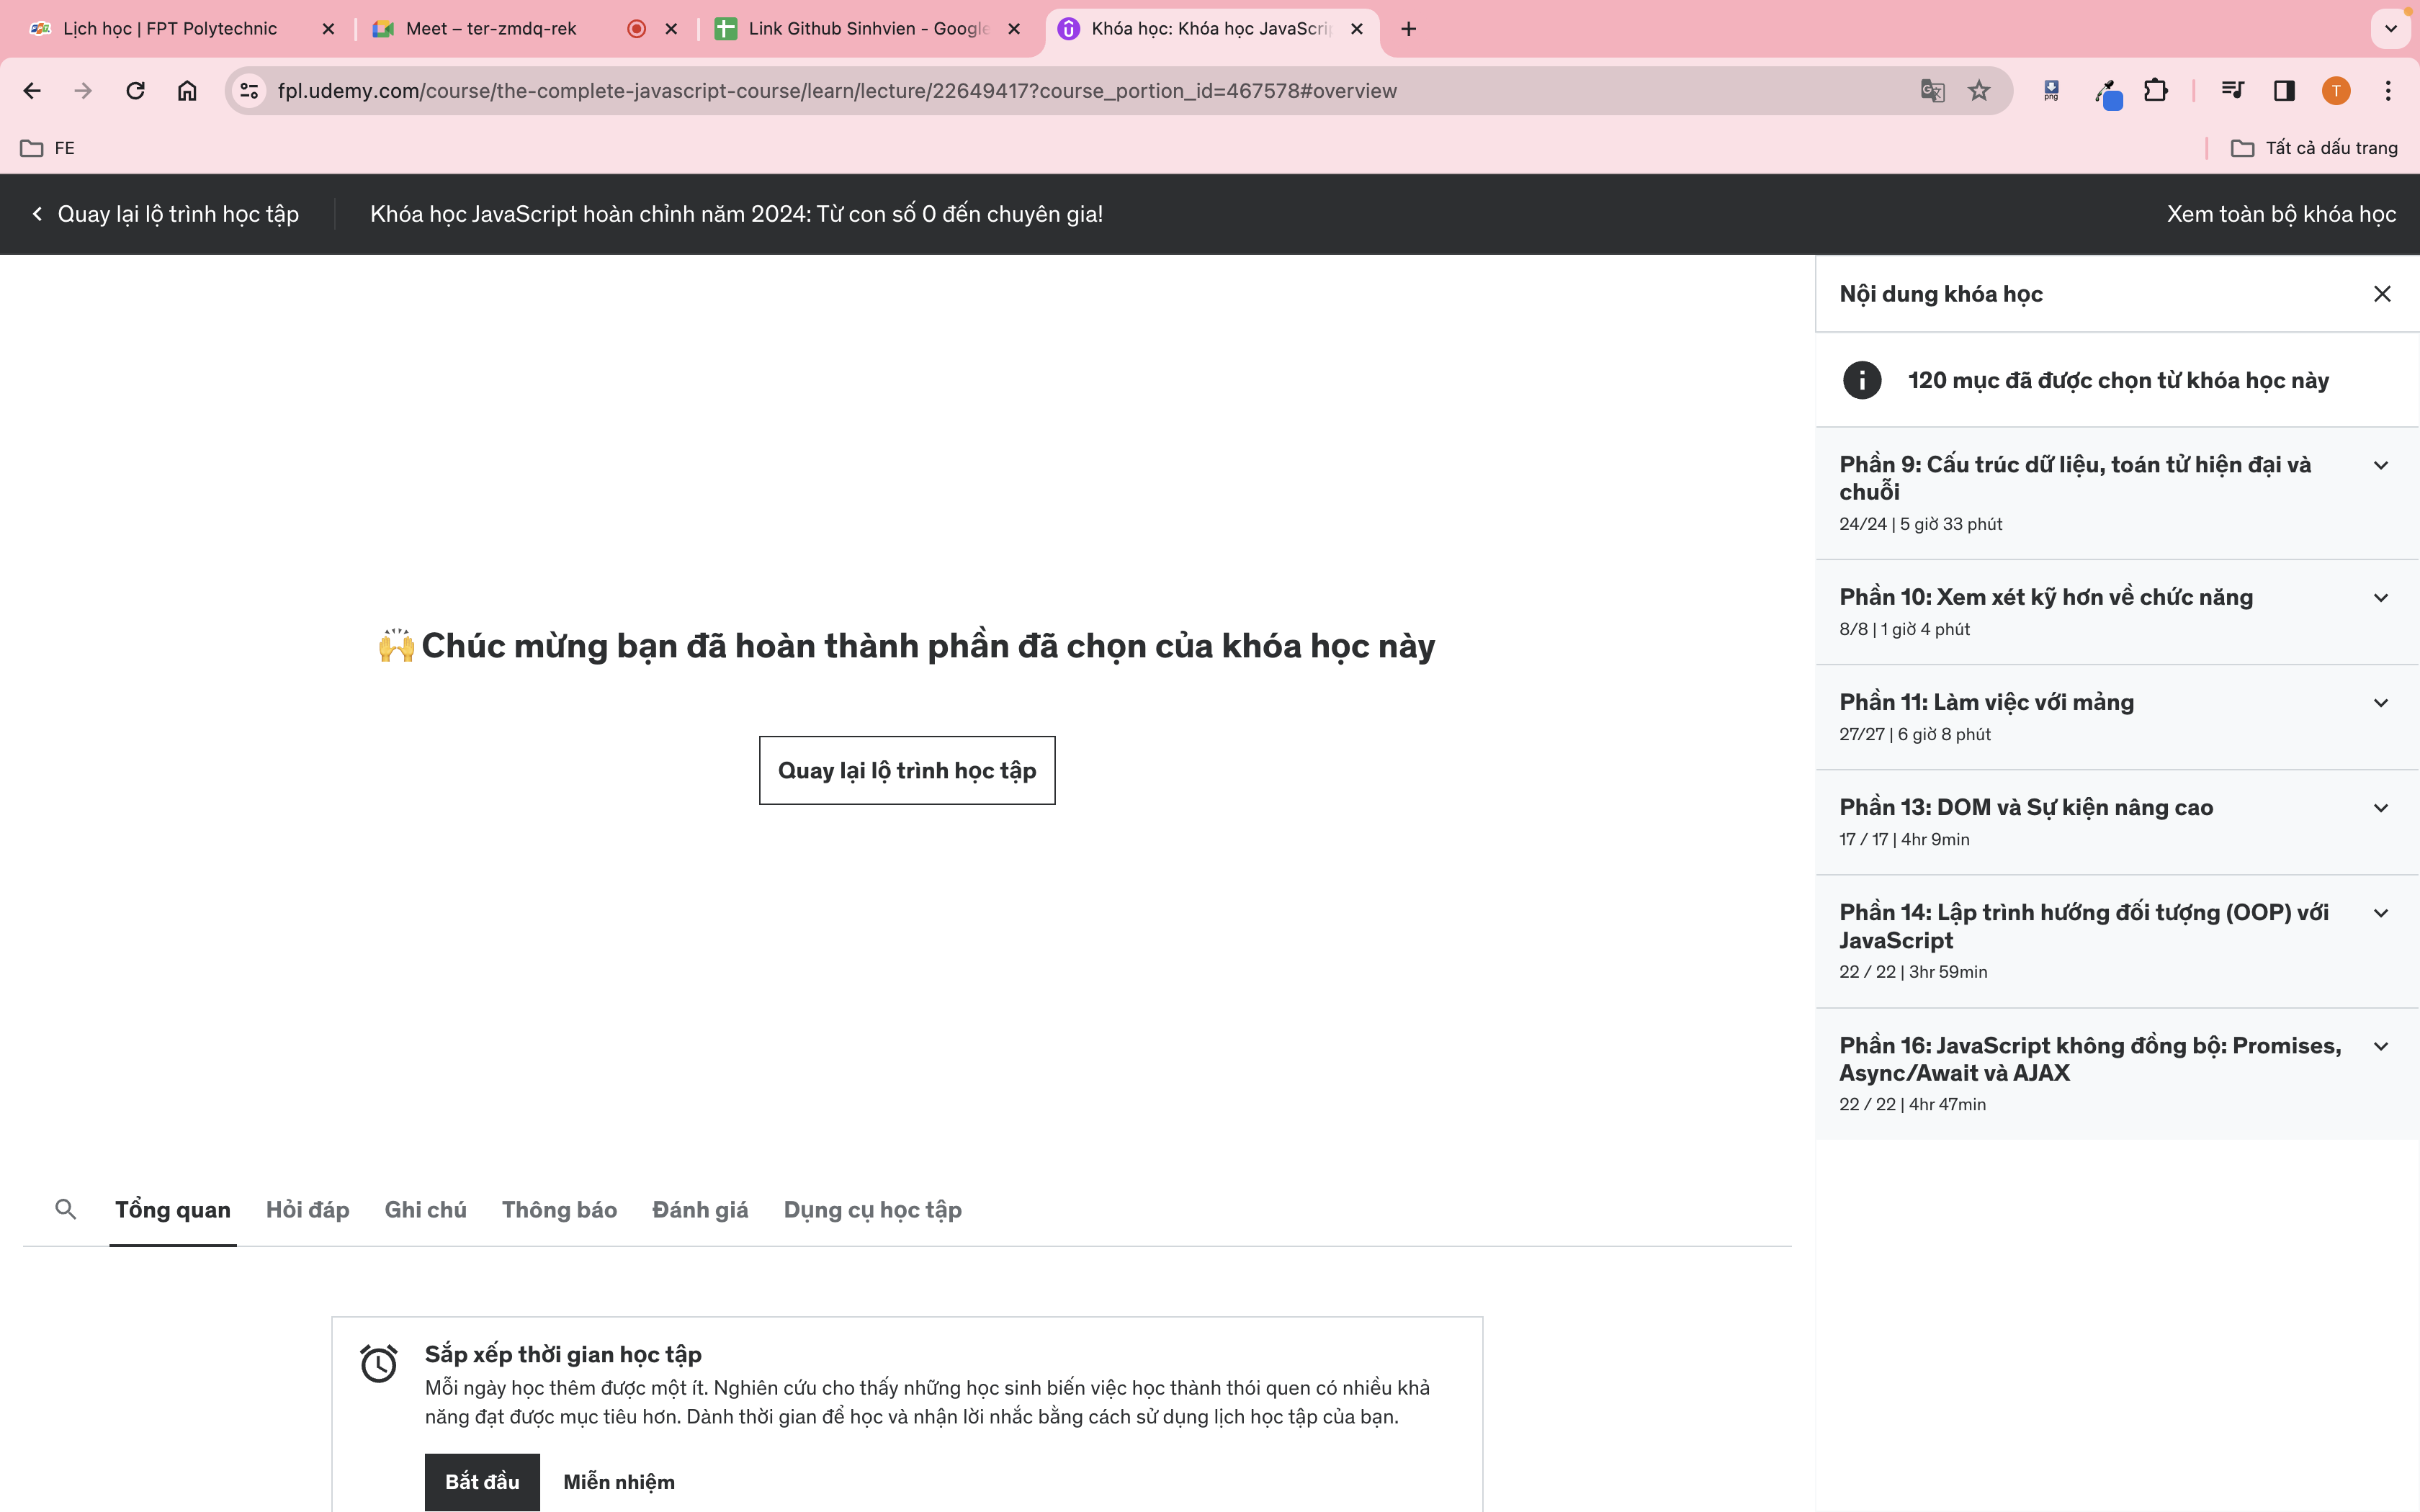 Lịch học | FPT Polytechnic
Meet – ter-zmdq-rek
Link Github Sinhvien - Google
Khóa học: Khóa học JavaScri
fpl.udemy.com/course/the-complete-javascript-course/learn/lecture/22649417?course_portion_id=467578#overview
png
T
FE
Tất cả dấu trang
Quay lại lộ trình học tập
Khóa học JavaScript hoàn chỉnh năm 2024: Từ con số 0 đến chuyên gia!
Xem toàn bộ khóa học
🙌 Chúc mừng bạn đã hoàn thành phần đã chọn của khóa học này
Quay lại lộ trình học tập
Nội dung khóa học
120 mục đã được chọn từ khóa học này
Phần 9: Cấu trúc dữ liệu, toán tử hiện đại và
chuỗi
24/24 | 5 giờ 33 phút
Phần 10: Xem xét kỹ hơn về chức năng
8/8 | 1 giờ 4 phút
Phần 11: Làm việc với mảng
27/27 | 6 giờ 8 phút
Phần 13: DOM và Sự kiện nâng cao
17 / 17 | 4hr 9min
Phần 14: Lập trình hướng đối tượng (OOP) với
JavaScript
22 / 22 | 3hr 59min
Phần 16: JavaScript không đồng bộ: Promises,
Async/Await và AJAX
22 / 22 | 4hr 47min
Tổng quan
Hỏi đáp
Ghi chú
Thông báo
Đánh giá
Dụng cụ học tập
Sắp xếp thời gian học tập
Mỗi ngày học thêm được một ít. Nghiên cứu cho thấy những học sinh biến việc học thành thói quen có nhiều khả
năng đạt được mục tiêu hơn. Dành thời gian để học và nhận lời nhắc bằng cách sử dụng lịch học tập của bạn.
Bắt đầu
Miễn nhiệm